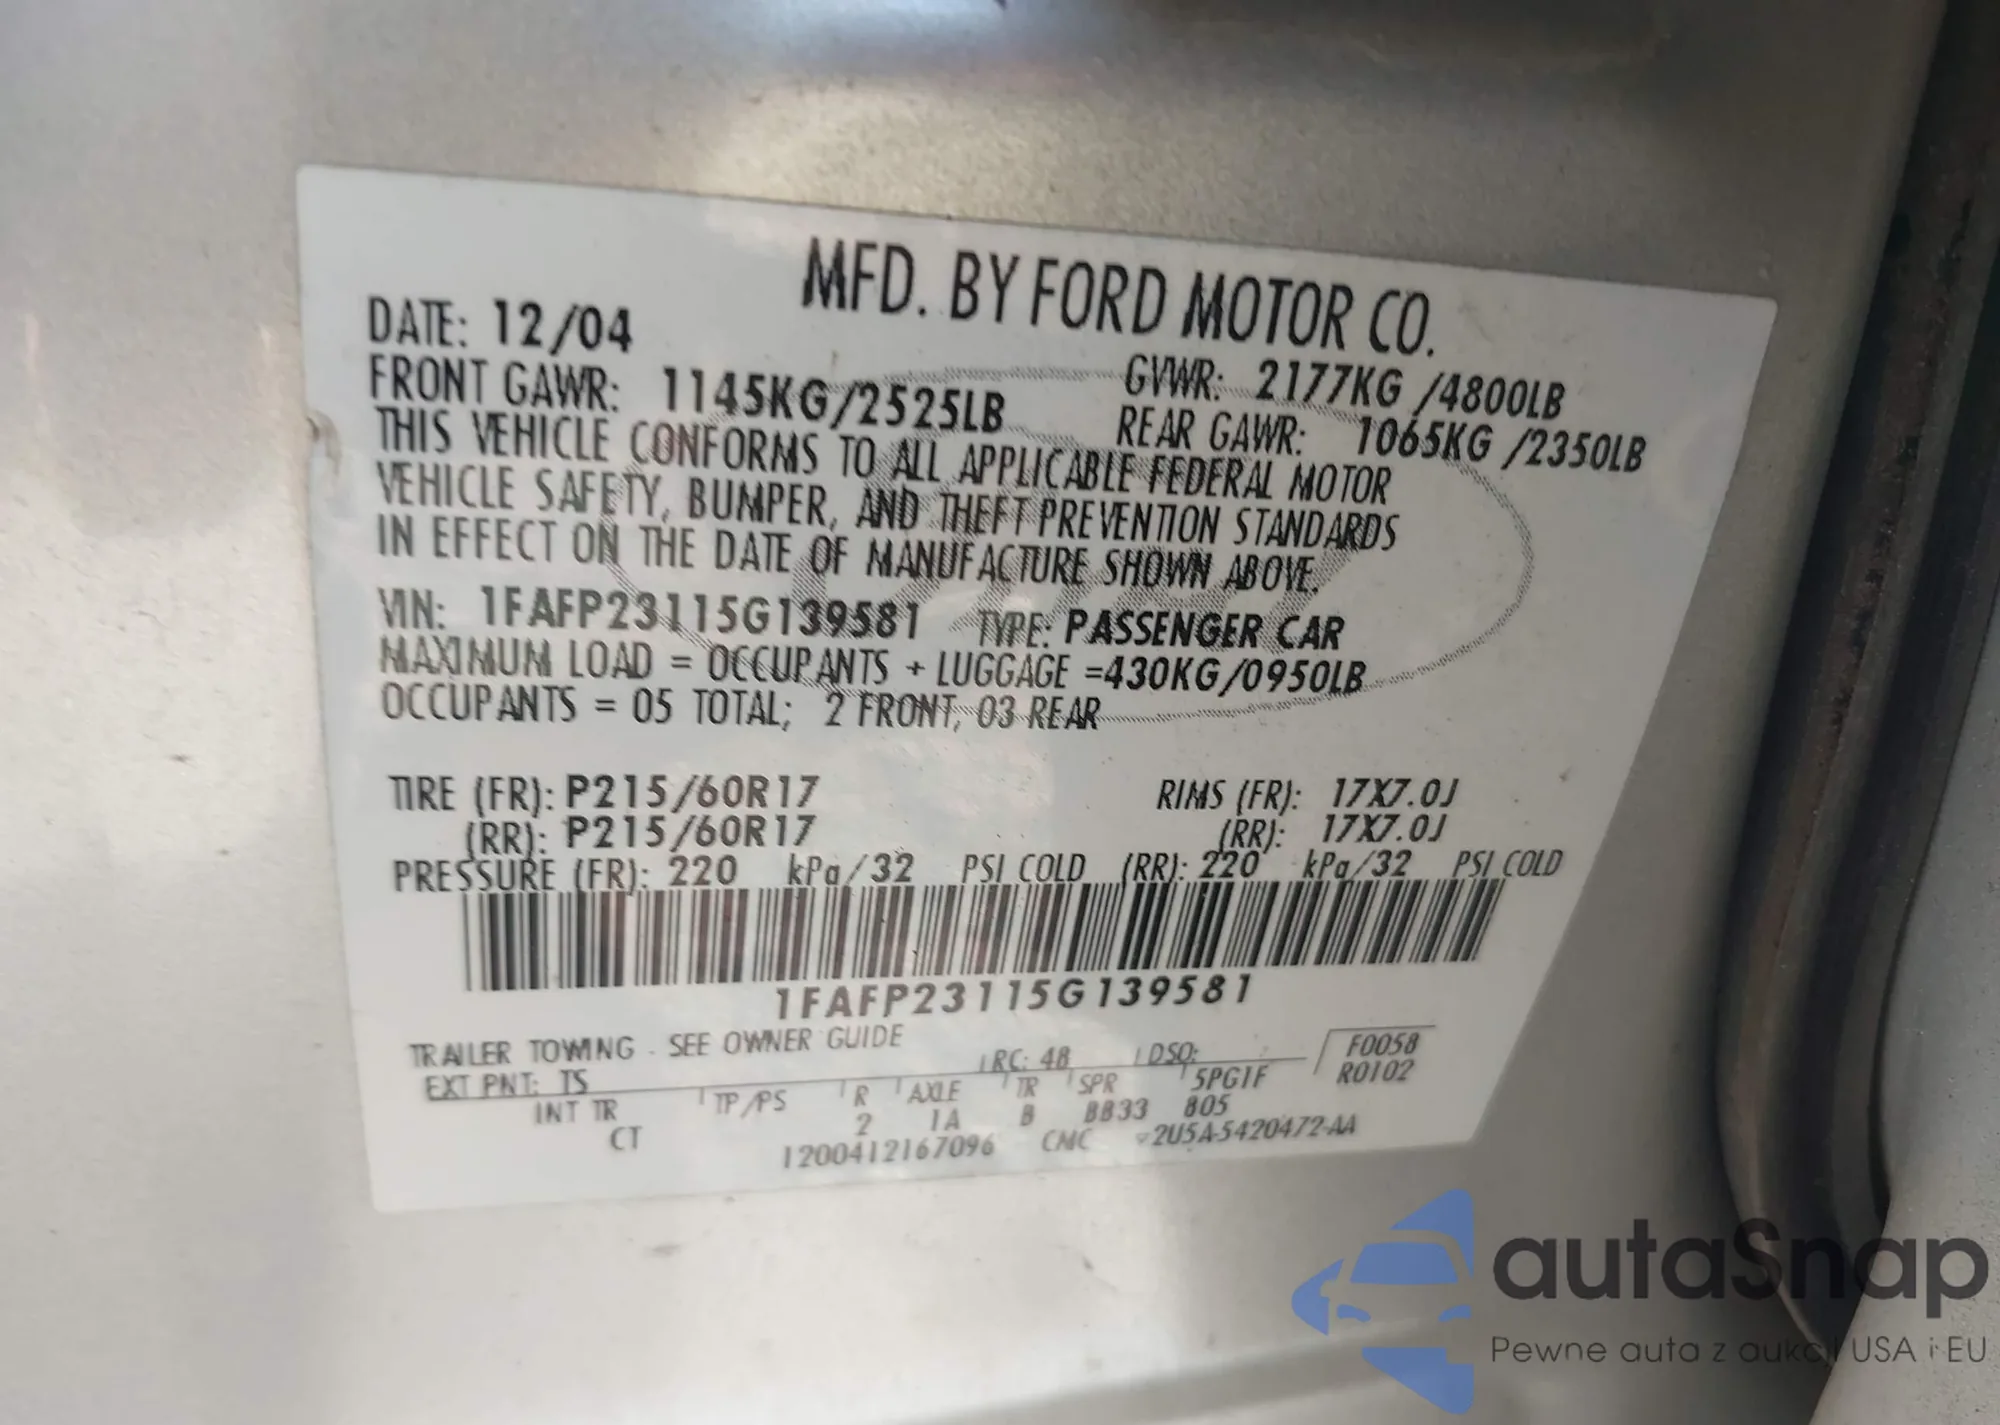 MFD. BY FORD MOTOR CO.
DATE: 12/04
GVWR: 2177KG /4800LB
FRONT GAWR: 1145KG/2525LB
REAR GAWR: 1065KG /2350LB
THIS VEHICLE CONFORMS TO ALL APPLICABLE FEDERAL MOTOR
VEHICLE SAFETY, BUMPER, AND THEFT PREVENTION STANDARDS
IN EFFECT ON THE DATE OF MANUFACTURE SHOWN ABOVE.
VIN: 1FAFP23115G139581 TYPE: PASSENGER CAR
MAXIMUM LOAD = OCCUPANTS + LUGGAGE =430KG/0950LB
OCCUPANTS = 05 TOTAL; 2 FRONT, 03 REAR
TIRE (FR): P215/60R17 RIMS (FR): 17X7.0J
(RR): P215/60R17 (RR): 17X7.0J
PRESSURE (FR): 220 kPa/32 PSI COLD (RR): 220 kPa/32 PSI COLD
1FAFP23115G139581
TRAILER TOWING - SEE OWNER GUIDE
F0058
EXT PNT: TS RC: 48 DSO:
R0102
INT TR TP/PS R AXLE TR SPR 5PG1F
CT 2 1A B BB33 805
1200412167096 CMC 2U5A-5420472-AA
autaSnap
Pewne auta z aukcji USA i EU